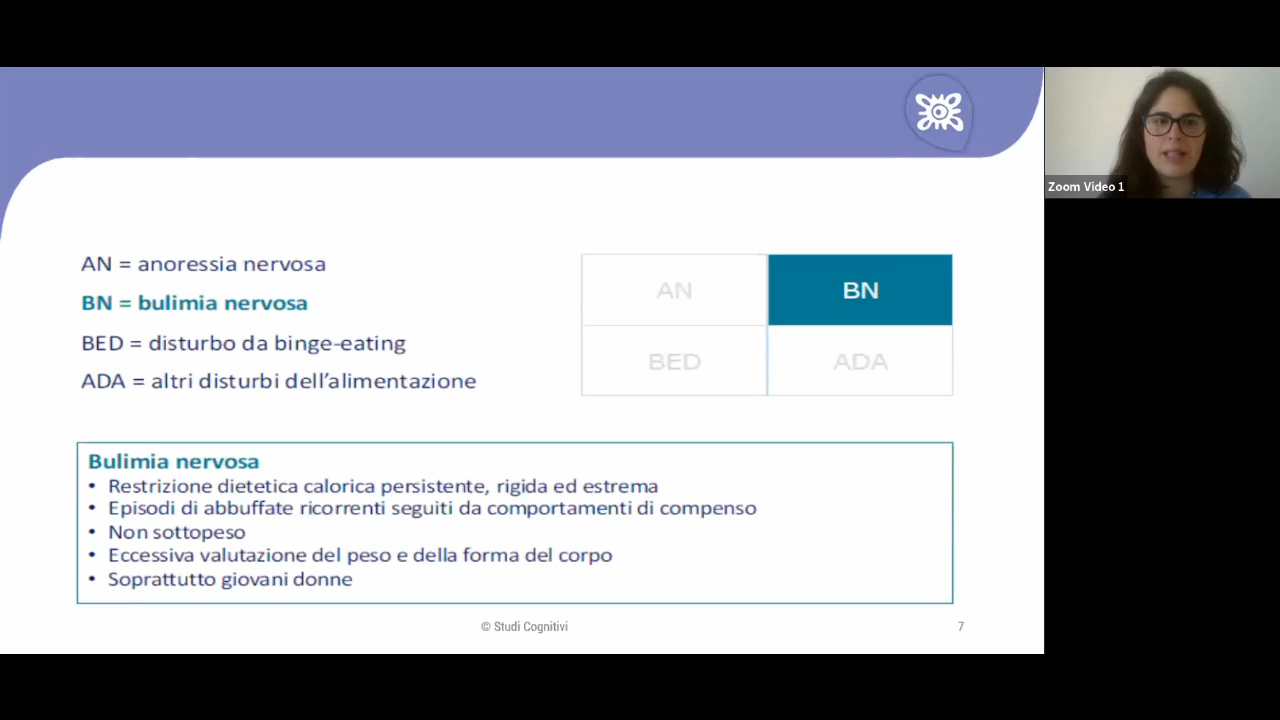 AN = anoressia nervosa
BN = bulimia nervosa
BED = disturbo da binge-eating
ADA = altri disturbi dell’alimentazione
AN
BN
BED
ADA
Bulimia nervosa
• Restrizione dietetica calorica persistente, rigida ed estrema
• Episodi di abbuffate ricorrenti seguiti da comportamenti di compenso
• Non sottopeso
• Eccessiva valutazione del peso e della forma del corpo
• Soprattutto giovani donne
© Studi Cognitivi
7
Zoom Video 1